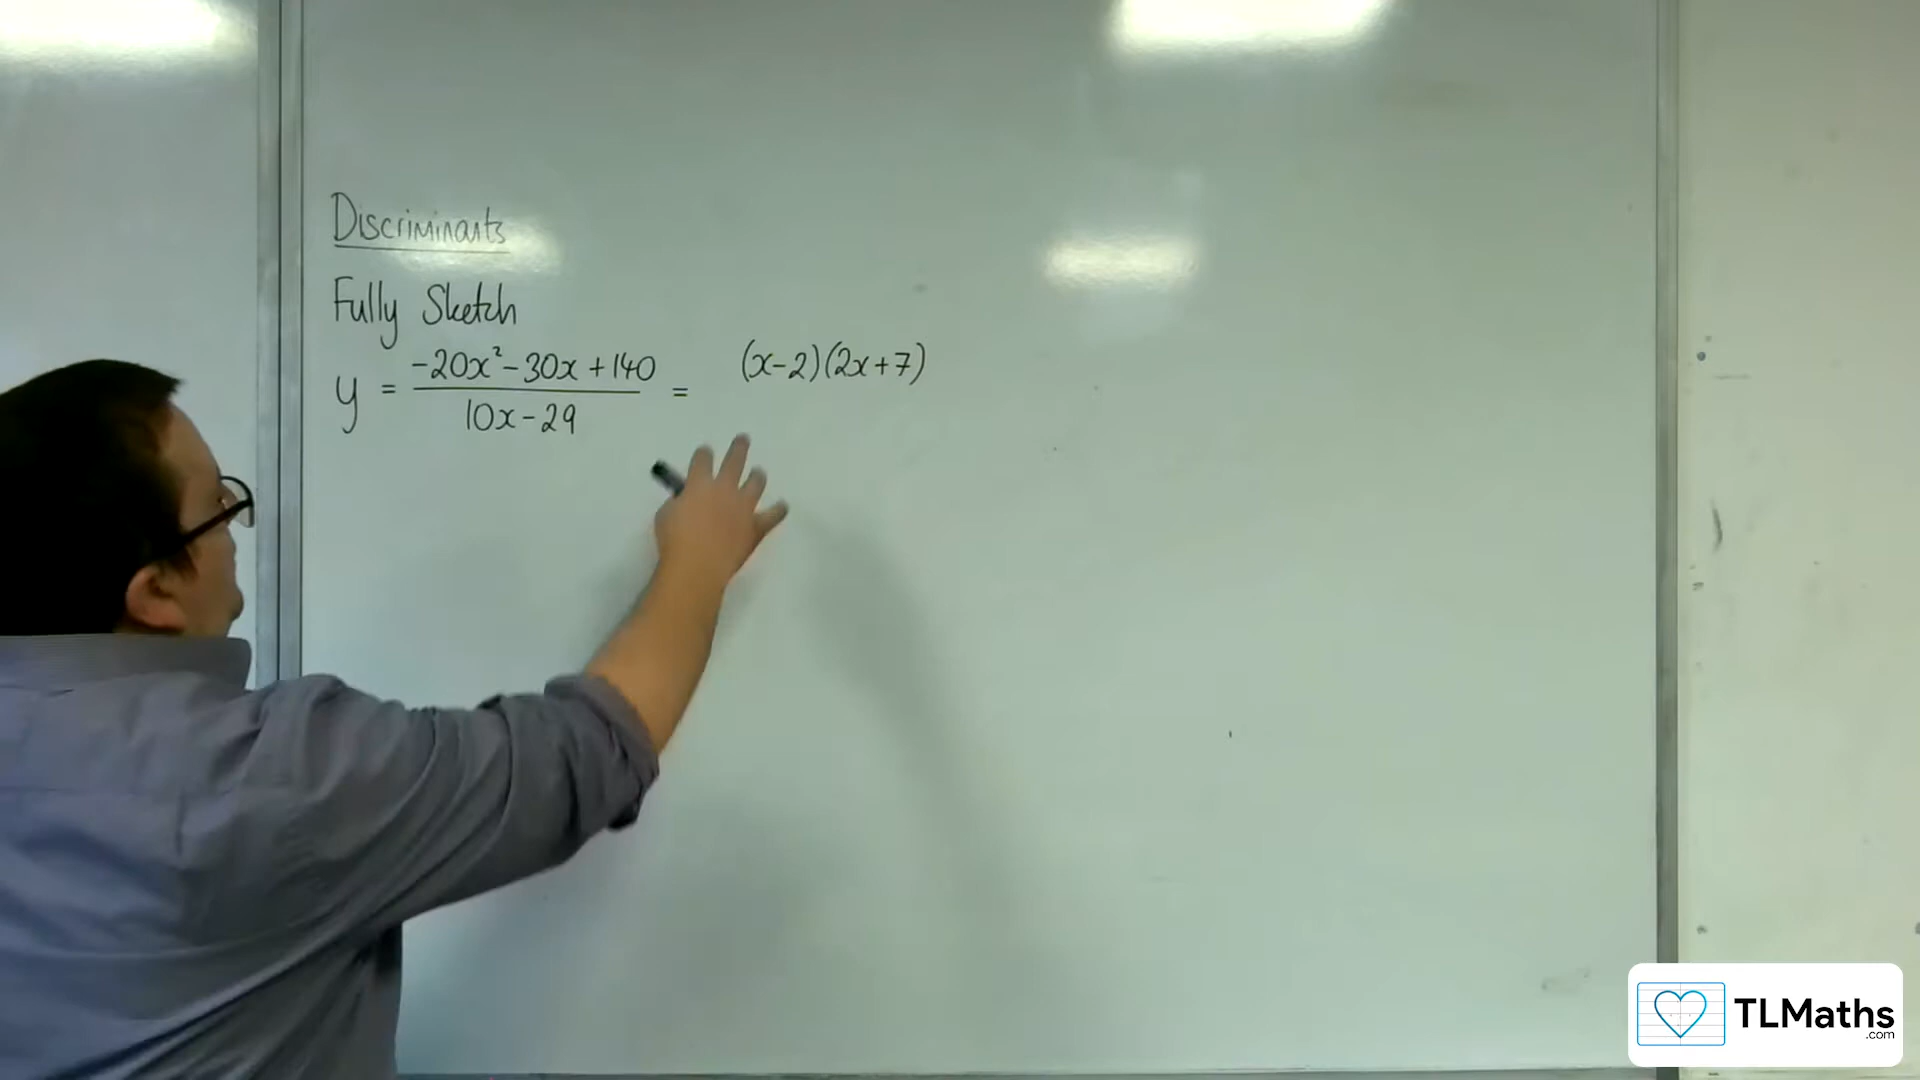 Discriminants
Fully Sketch
y = -20x² - 30x + 140 / 10x - 29 = (x-2)(2x+7)
TLMaths
.com